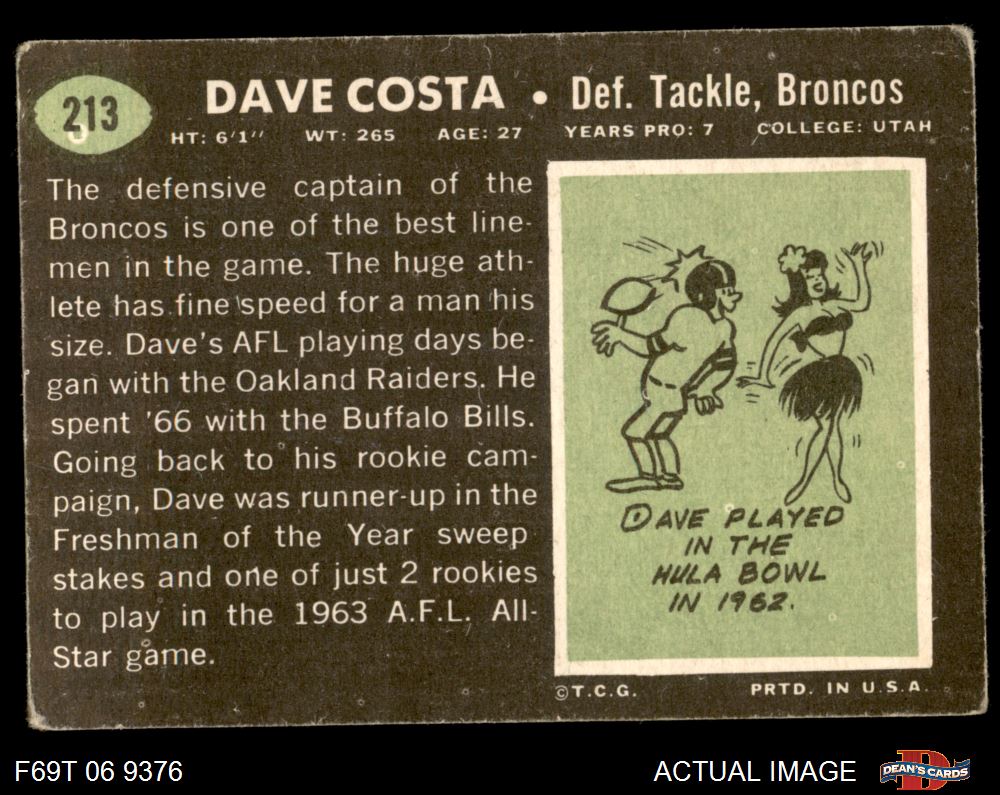 213
DAVE COSTA • Def. Tackle, Broncos
HT: 6'1" WT: 265 AGE: 27 YEARS PRO: 7 COLLEGE: UTAH
The defensive captain of the
Broncos is one of the best line-
men in the game. The huge ath-
lete has fine speed for a man his
size. Dave's AFL playing days be-
gan with the Oakland Raiders. He
spent '66 with the Buffalo Bills.
Going back to his rookie cam-
paign, Dave was runner-up in the
Freshman of the Year sweep
stakes and one of just 2 rookies
to play in the 1963 A.F.L. All-
Star game.
DAVE PLAYED
IN THE
HULA BOWL
IN 1962.
©T.C.G. PRTD. IN U.S.A.
F69T 06 9376 ACTUAL IMAGE
DEAN'S CARDS